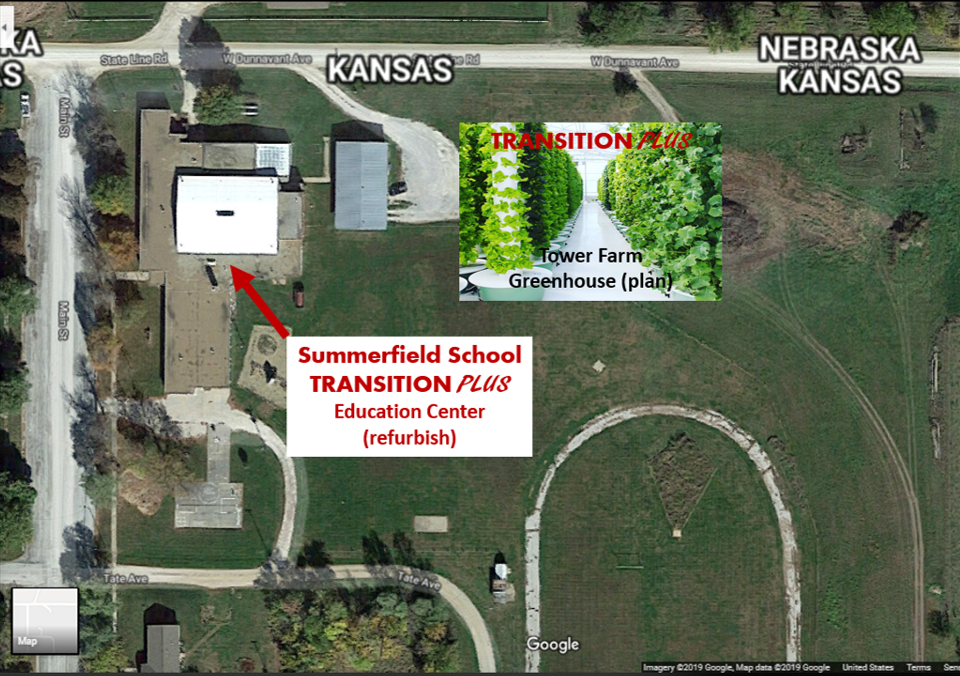 KA
AS
State Line Rd
W Dunnavant Ave
KANSAS
W Dunnavant Ave
NEBRASKA
KANSAS
Main St
TRANSITION PLUS
Tower Farm
Greenhouse (plan)
Main St
Summerfield School
TRANSITION PLUS
Education Center
(refurbish)
Tate Ave
Tate Ave
Map
Google
Imagery ©2019 Google, Map data ©2019 Google United States Terms